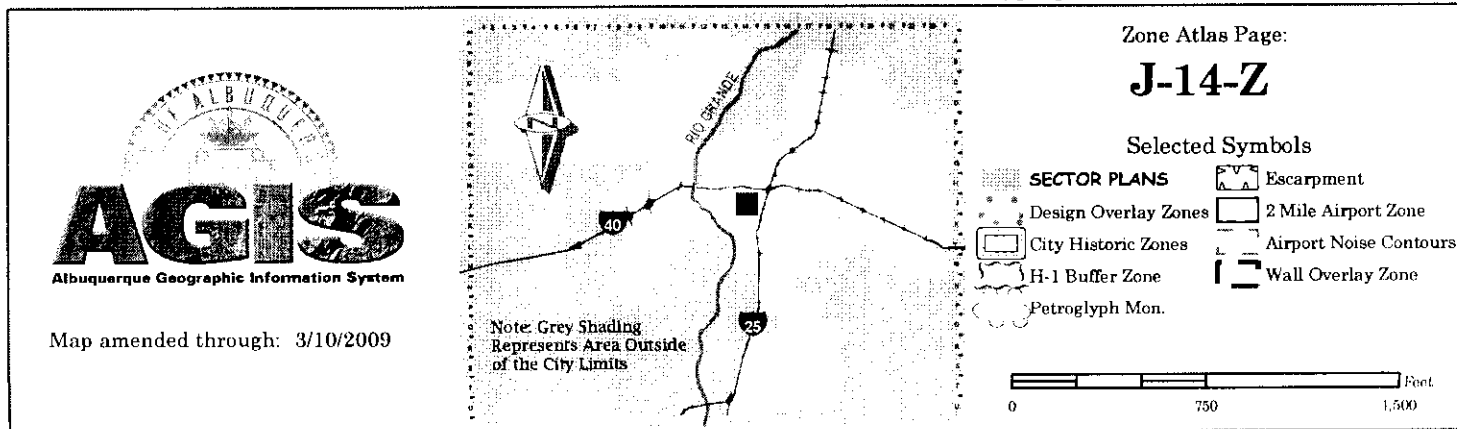 OF ALBUQUER
AGIS
Albuquerque Geographic Information System
Map amended through: 3/10/2009
RIO GRANDE
N
40
25
Note: Grey Shading
Represents Area Outside
of the City Limits
Zone Atlas Page:
J-14-Z
Selected Symbols
SECTOR PLANS
Escarpment
Design Overlay Zones
2 Mile Airport Zone
City Historic Zones
Airport Noise Contours
H-1 Buffer Zone
Wall Overlay Zone
Petroglyph Mon.
Feet
0 750 1,500